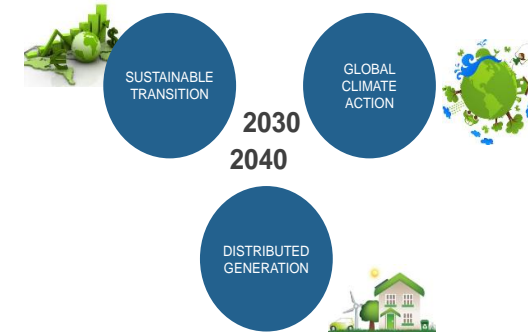 SUSTAINABLE
TRANSITION
GLOBAL
CLIMATE
ACTION
2030
2040
DISTRIBUTED
GENERATION